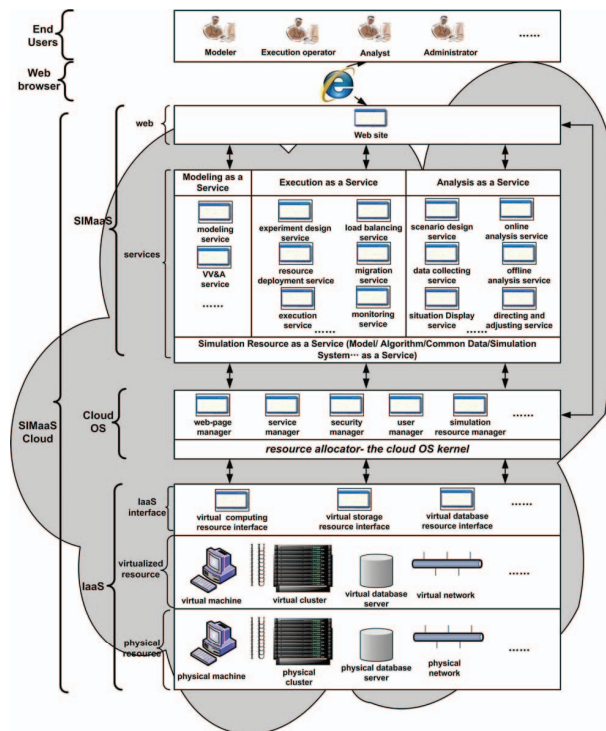 End
Users
Modeler
Execution operator
Analyst
Administrator
......
Web
browser
web
Web site
SIMaaS
services
Modeling as a
Service
Execution as a Service
Analysis as a Service
modeling
service
VV&A
service
......
experiment design
service
load balancing
service
resource
deployment service
migration
service
execution
service
monitoring
service
......
scenario design
service
online
analysis service
data collecting
service
offline
analysis service
situation Display
service
directing and
adjusting service
......
Simulation Resource as a Service (Model/ Algorithm/Common Data/Simulation
System··· as a Service)
SIMaaS
Cloud
Cloud
OS
web-page
manager
service
manager
security
manager
user
manager
simulation
resource manager
......
resource allocator- the cloud OS kernel
IaaS
IaaS
interface
virtual computing
resource interface
virtual storage
resource interface
virtual database
resource interface
......
virtualized
resource
virtual machine
virtual cluster
virtual database
server
virtual network
......
physical
resource
physical machine
physical
cluster
physical database
server
physical
network
......